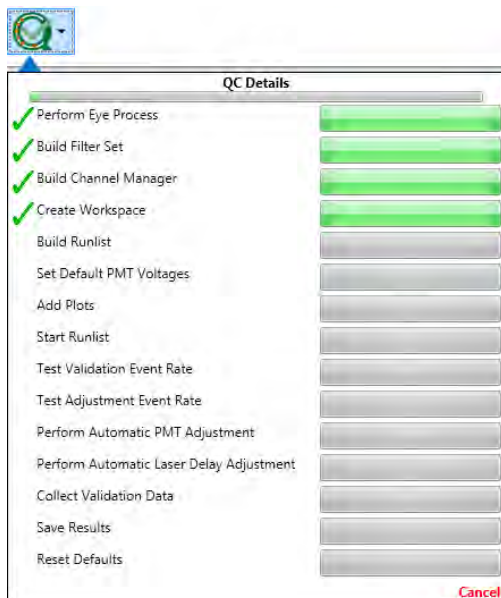 QC Details
Perform Eye Process
Build Filter Set
Build Channel Manager
Create Workspace
Build Runlist
Set Default PMT Voltages
Add Plots
Start Runlist
Test Validation Event Rate
Test Adjustment Event Rate
Perform Automatic PMT Adjustment
Perform Automatic Laser Delay Adjustment
Collect Validation Data
Save Results
Reset Defaults
Cancel